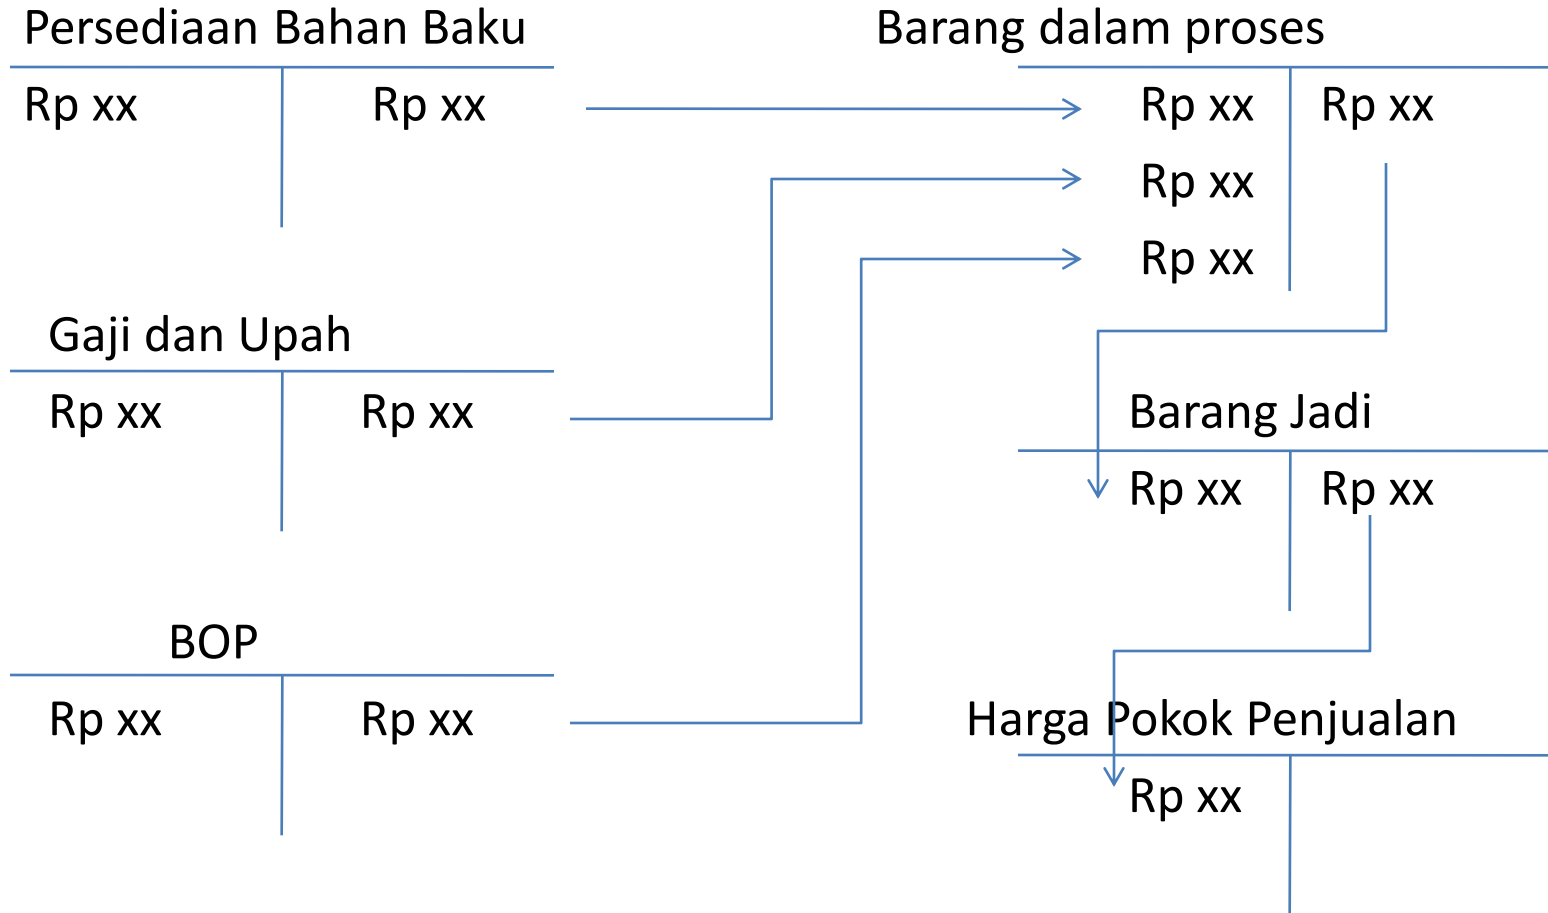 Persediaan Bahan Baku
Rp xx Rp xx
Gaji dan Upah
Rp xx Rp xx
BOP
Rp xx Rp xx
Barang dalam proses
Rp xx Rp xx
Rp xx
Rp xx
Barang Jadi
Rp xx Rp xx
Harga Pokok Penjualan
Rp xx